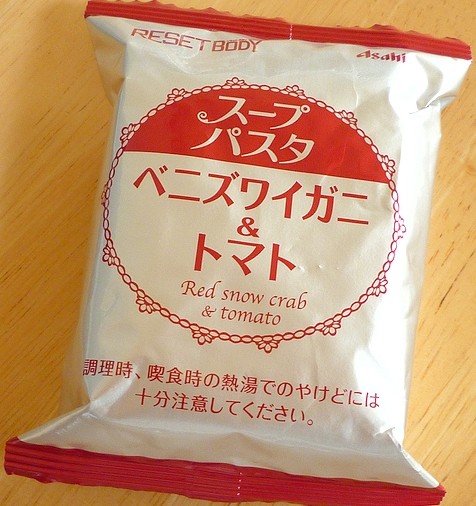 RESETBODY
Asahi
スープ
パスタ
ベニズワイガニ
&
トマト
Red snow crab
& tomato
調理時、喫食時の熱湯でのやけどには
十分注意してください。